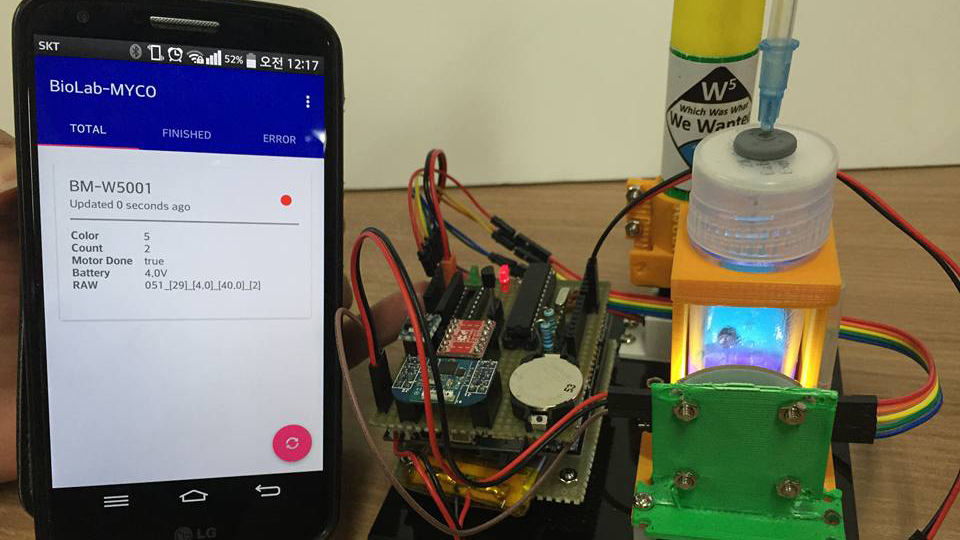 SKT
52%
오전 12:17
BioLab-MYCO
TOTAL
FINISHED
ERROR
BM-W5001
Updated 0 seconds ago
Color 5
Count 2
Motor Done true
Battery 4.0V
RAW 051_[29]_[4,0]_[40,0]_[2]
LG
W5
Which Was What
We Wanted